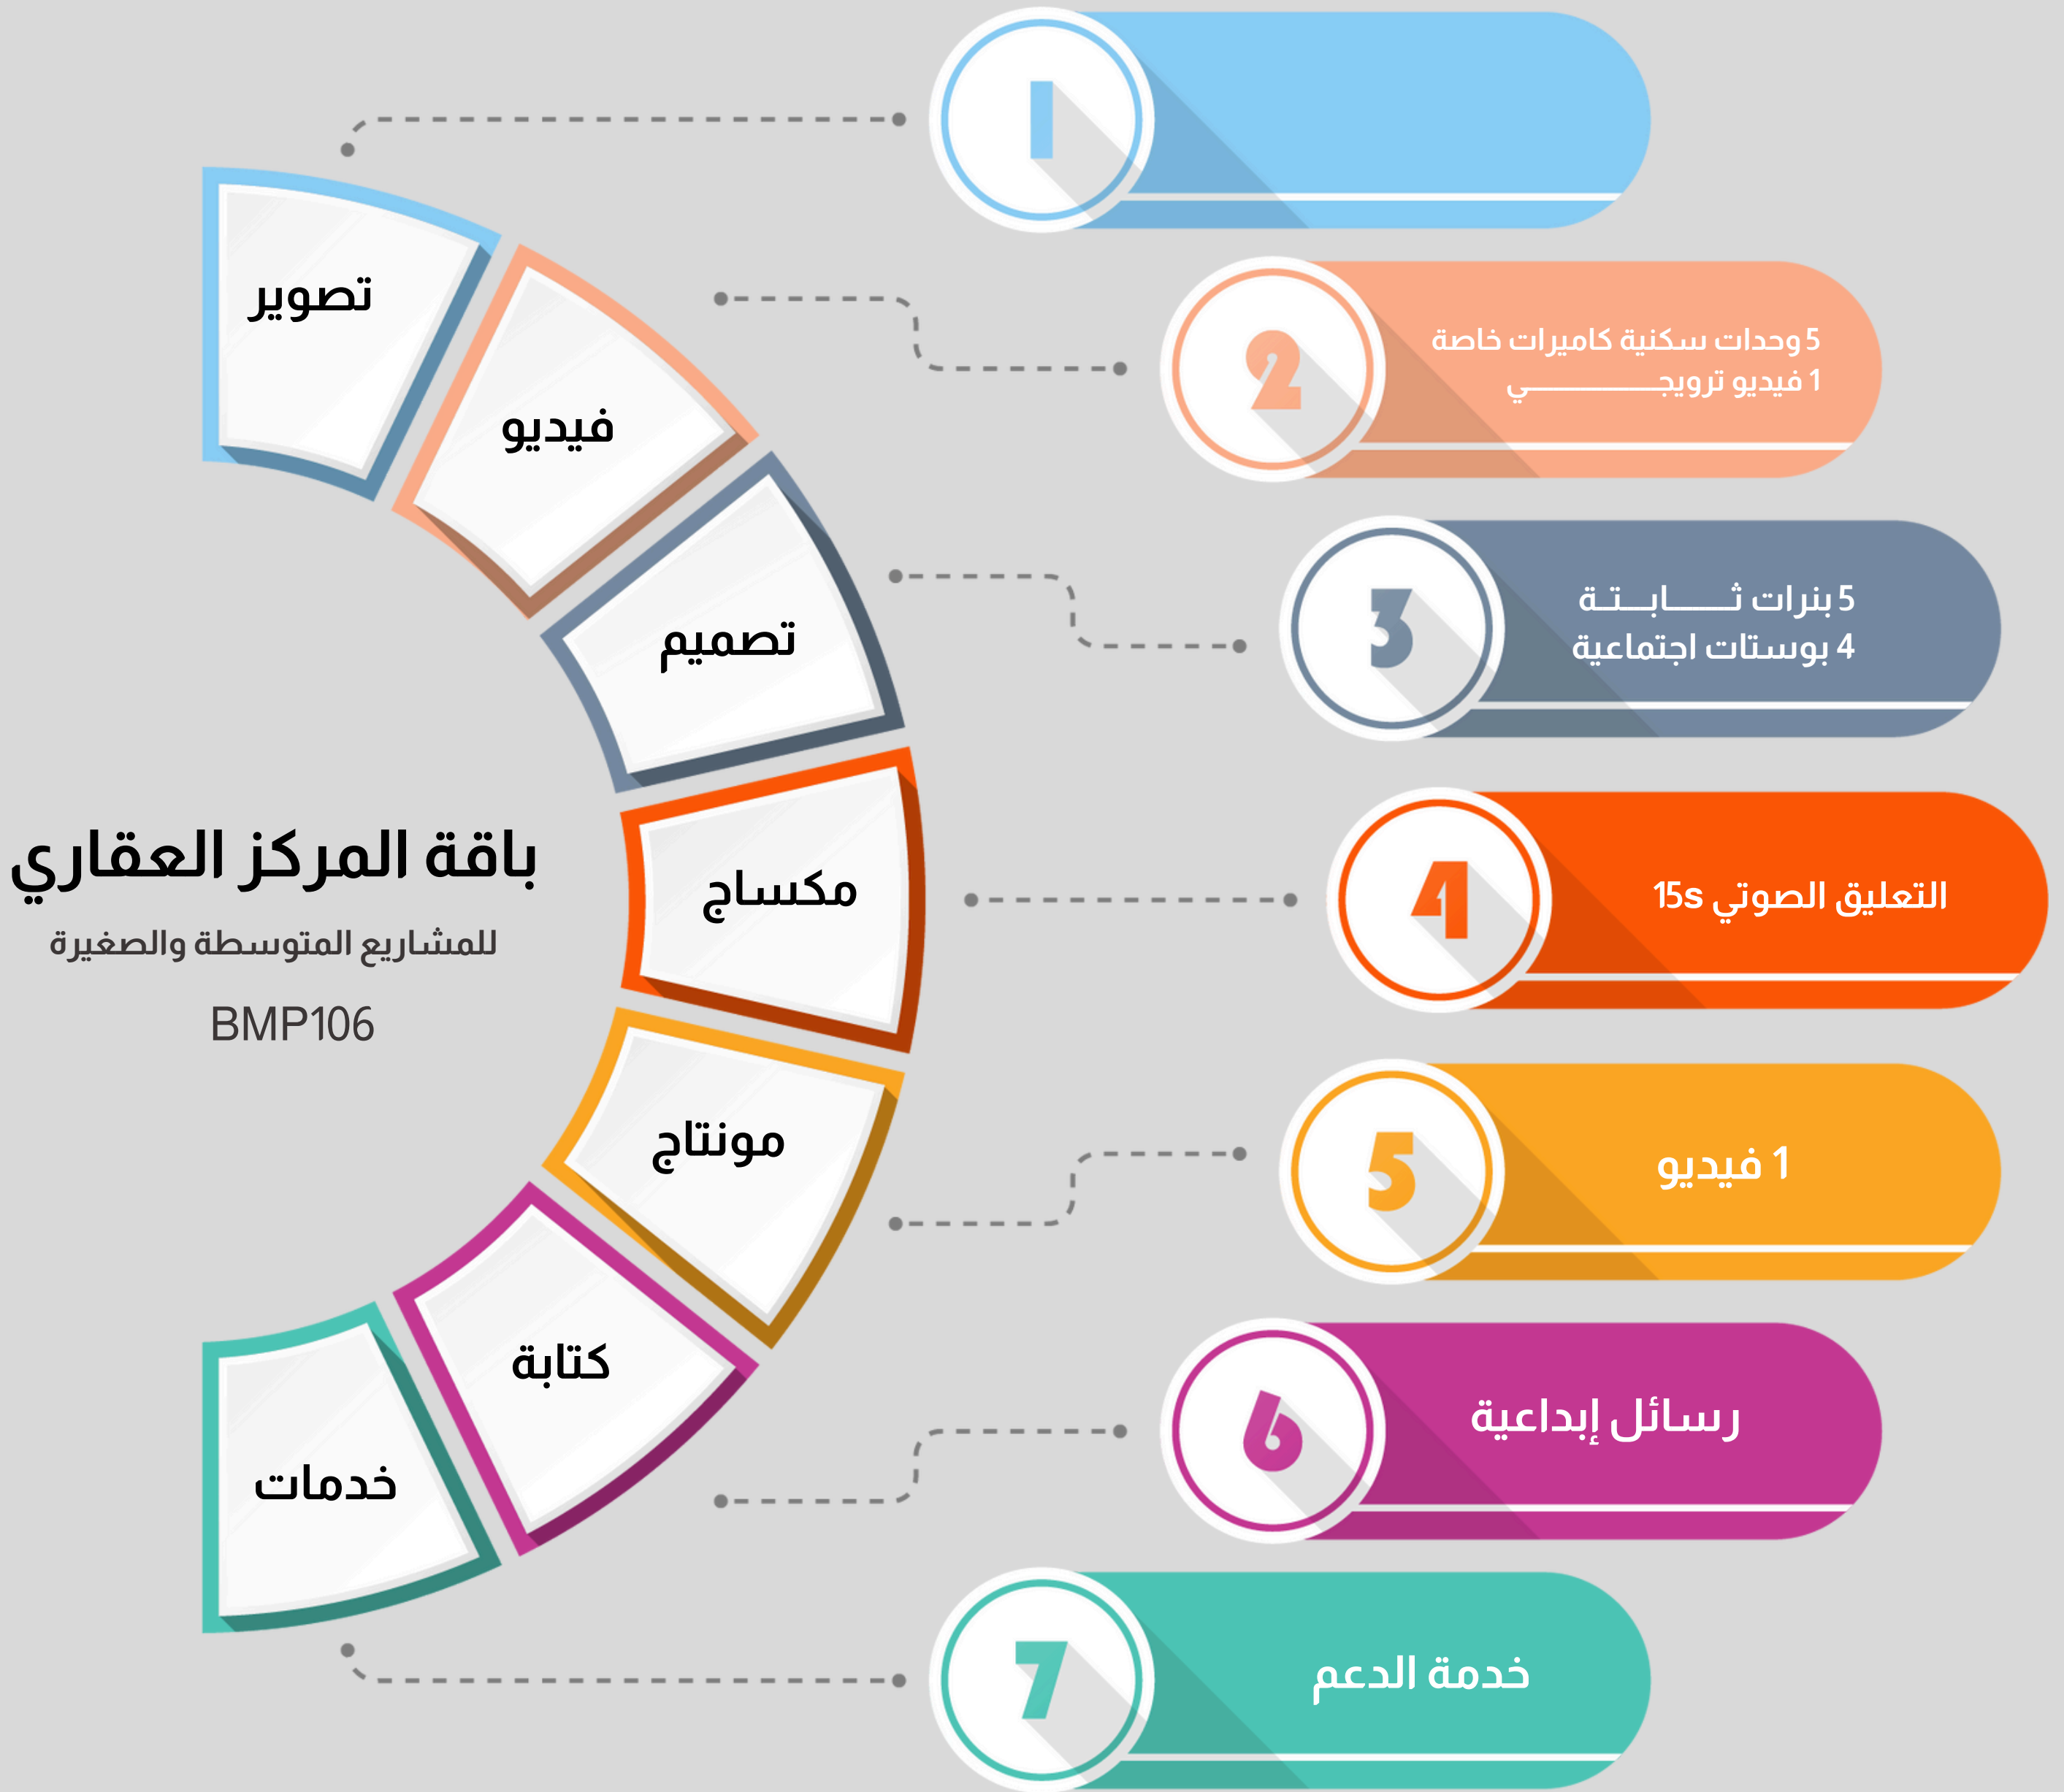 باقة المركز العقاري
للمشاريع المتوسطة والصغيرة
BMP106
تصوير
1
فيديو
2
5 وحدات سكنية كاميرات خاصة
1 فيديو ترويجـــــــــــــــي
تصميم
3
5 بنرات ثـــــابـــتـــة
4 بوستات اجتماعية
مكساج
4
التعليق الصوتي 15s
مونتاج
5
1 فيديو
كتابة
6
رسائل إبداعية
خدمات
7
خدمة الدعم